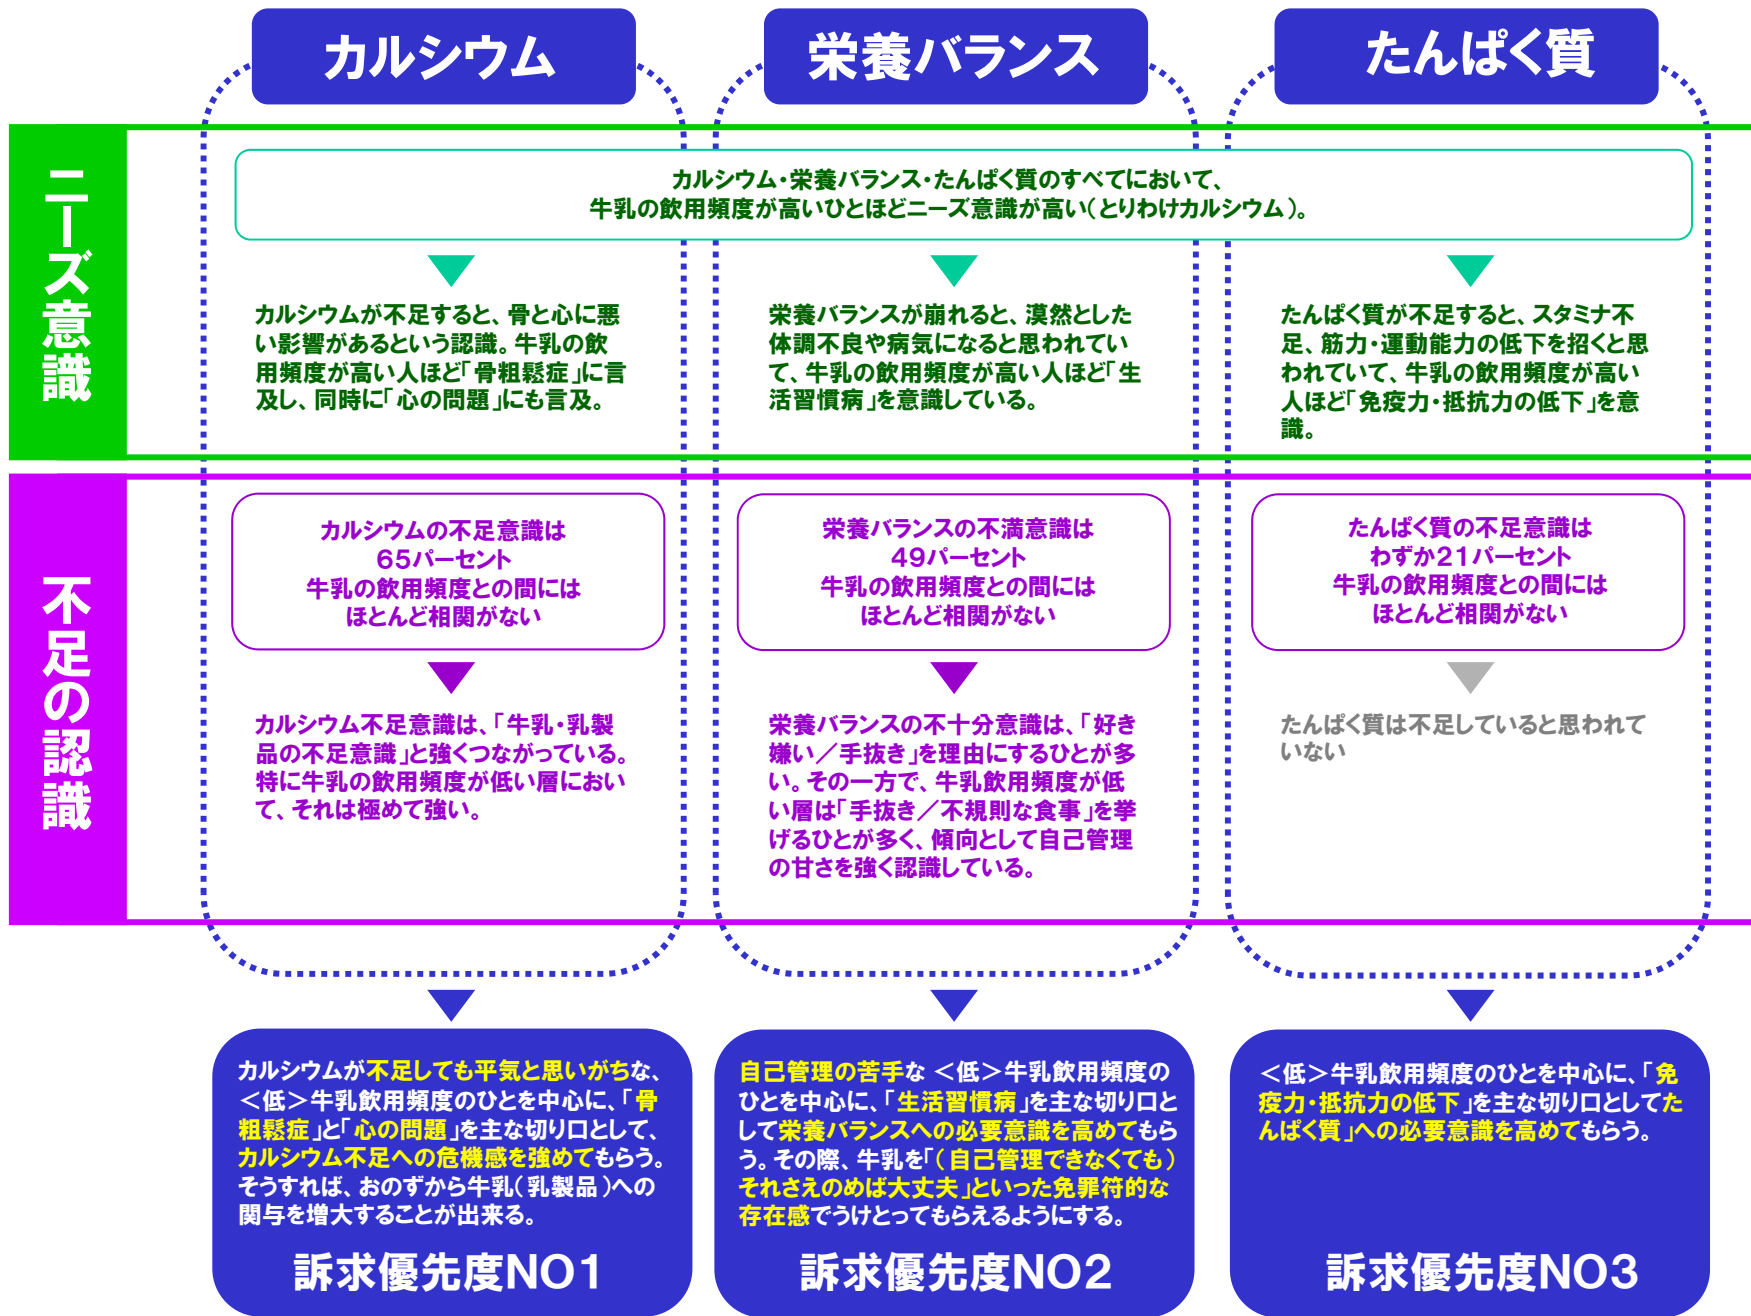 カルシウム
栄養バランス
たんぱく質
ニーズ意識
カルシウム・栄養バランス・たんぱく質のすべてにおいて、
牛乳の飲用頻度が高いひとほどニーズ意識が高い(とりわけカルシウム)。
カルシウムが不足すると、骨と心に悪
い影響があるという認識。牛乳の飲
用頻度が高い人ほど「骨粗鬆症」に言
及し、同時に「心の問題」にも言及。
栄養バランスが崩れると、漠然とした
体調不良や病気になると思われてい
て、牛乳の飲用頻度が高い人ほど「生
活習慣病」を意識している。
たんぱく質が不足すると、スタミナ不
足、筋力・運動能力の低下を招くと思
われていて、牛乳の飲用頻度が高い
人ほど「免疫力・抵抗力の低下」を意
識。
不足の認識
カルシウムの不足意識は
65パーセント
牛乳の飲用頻度との間には
ほとんど相関がない
栄養バランスの不満意識は
49パーセント
牛乳の飲用頻度との間には
ほとんど相関がない
たんぱく質の不足意識は
わずか21パーセント
牛乳の飲用頻度との間には
ほとんど相関がない
カルシウム不足意識は、「牛乳・乳製
品の不足意識」と強くつながっている。
特に牛乳の飲用頻度が低い層におい
て、それは極めて強い。
栄養バランスの不十分意識は、「好き
嫌い/手抜き」を理由にするひとが多
い。その一方で、牛乳飲用頻度が低
い層は「手抜き/不規則な食事」を挙
げるひとが多く、傾向として自己管理
の甘さを強く認識している。
たんぱく質は不足していると思われて
いない
カルシウムが不足しても平気と思いがちな、
<低>牛乳飲用頻度のひとを中心に、「骨
粗鬆症」と「心の問題」を主な切り口として、
カルシウム不足への危機感を強めてもらう。
そうすれば、おのずから牛乳(乳製品)への
関与を増大することが出来る。
訴求優先度NO1
自己管理の苦手な <低>牛乳飲用頻度の
ひとを中心に、「生活習慣病」を主な切り口と
して栄養バランスへの必要意識を高めてもら
う。その際、牛乳を「(自己管理できなくても)
それさえのめば大丈夫」といった免罪符的な
存在感でうけとってもらえるようにする。
訴求優先度NO2
<低>牛乳飲用頻度のひとを中心に、「免
疫力・抵抗力の低下」を主な切り口としてた
んぱく質」への必要意識を高めてもらう。
訴求優先度NO3